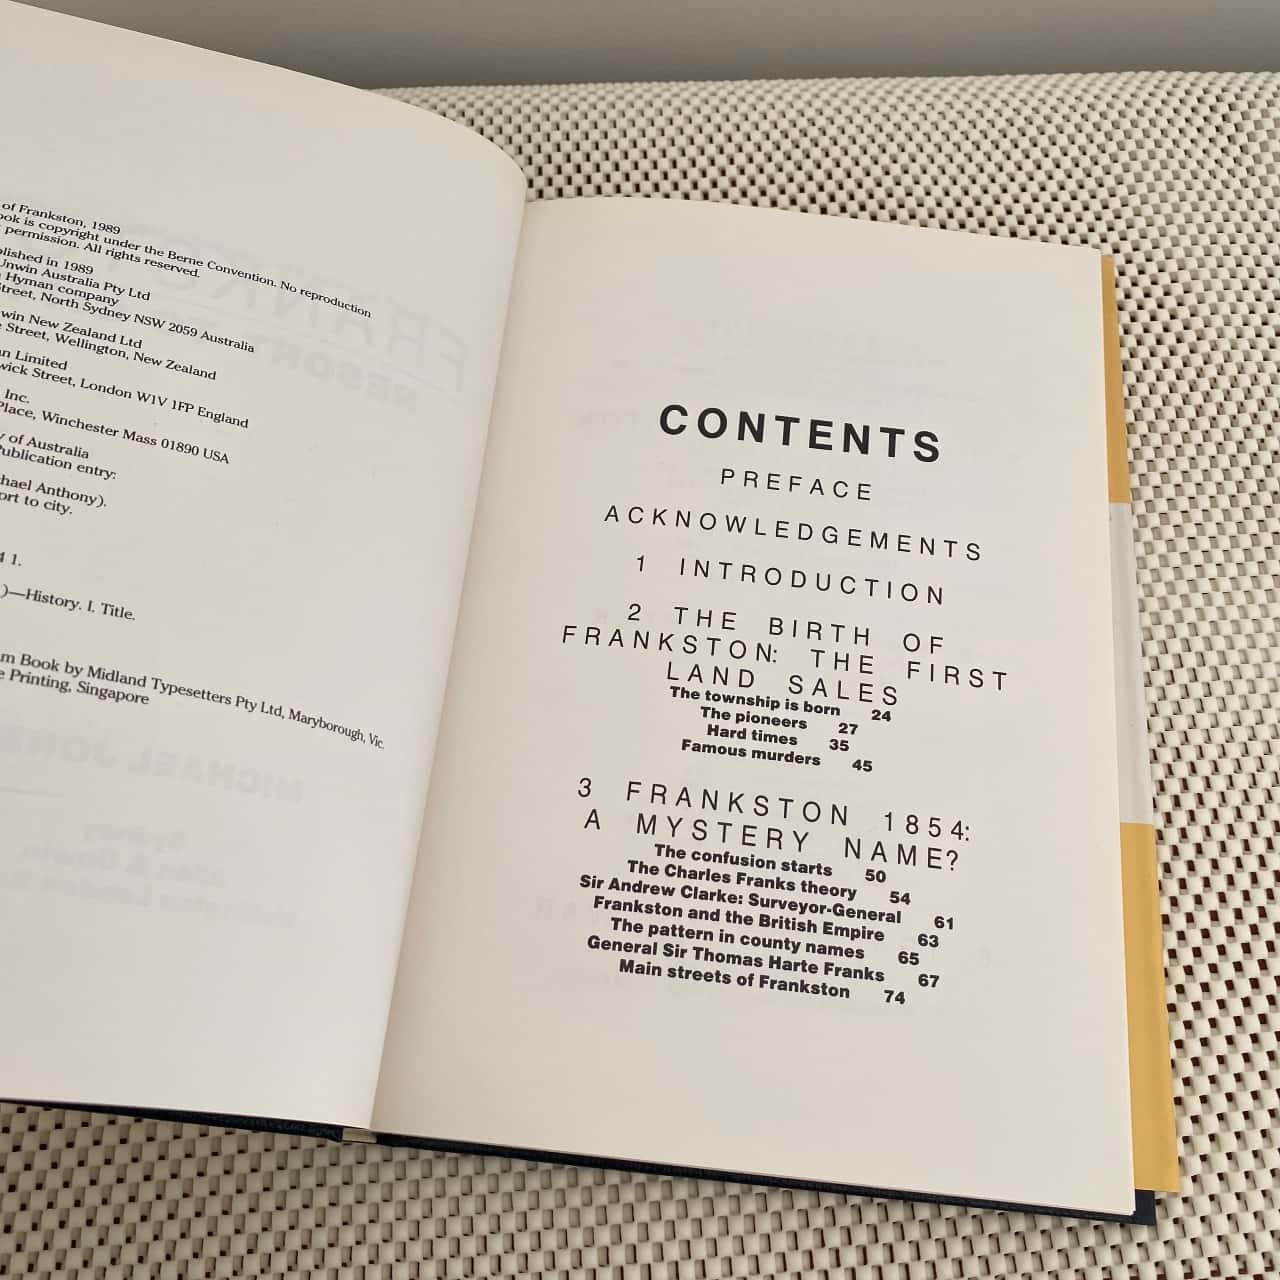 of Frankston, 1989
ook is copyright under the Berne Convention. No reproduction
permission. All rights reserved.
lished in 1989
Unwin Australia Pty Ltd
Hyman company
Street, North Sydney NSW 2059 Australia
win New Zealand Ltd
Street, Wellington, New Zealand
n Limited
wick Street, London W1V 1FP England
Inc.
Place, Winchester Mass 01890 USA
y of Australia
Publication entry:
hael Anthony).
ort to city.
1.
)—History. I. Title.
m Book by Midland Typesetters Pty Ltd, Maryborough, Vic.
e Printing, Singapore
CONTENTS
PREFACE
ACKNOWLEDGEMENTS
1 INTRODUCTION
2 THE BIRTH OF
FRANKSTON: THE FIRST
LAND SALES
The township is born 24
The pioneers 27
Hard times 35
Famous murders 45
3 FRANKSTON 1854:
A MYSTERY NAME?
The confusion starts 50
The Charles Franks theory 54
Sir Andrew Clarke: Surveyor-General 61
Frankston and the British Empire 63
The pattern in county names 65
General Sir Thomas Harte Franks 67
Main streets of Frankston 74